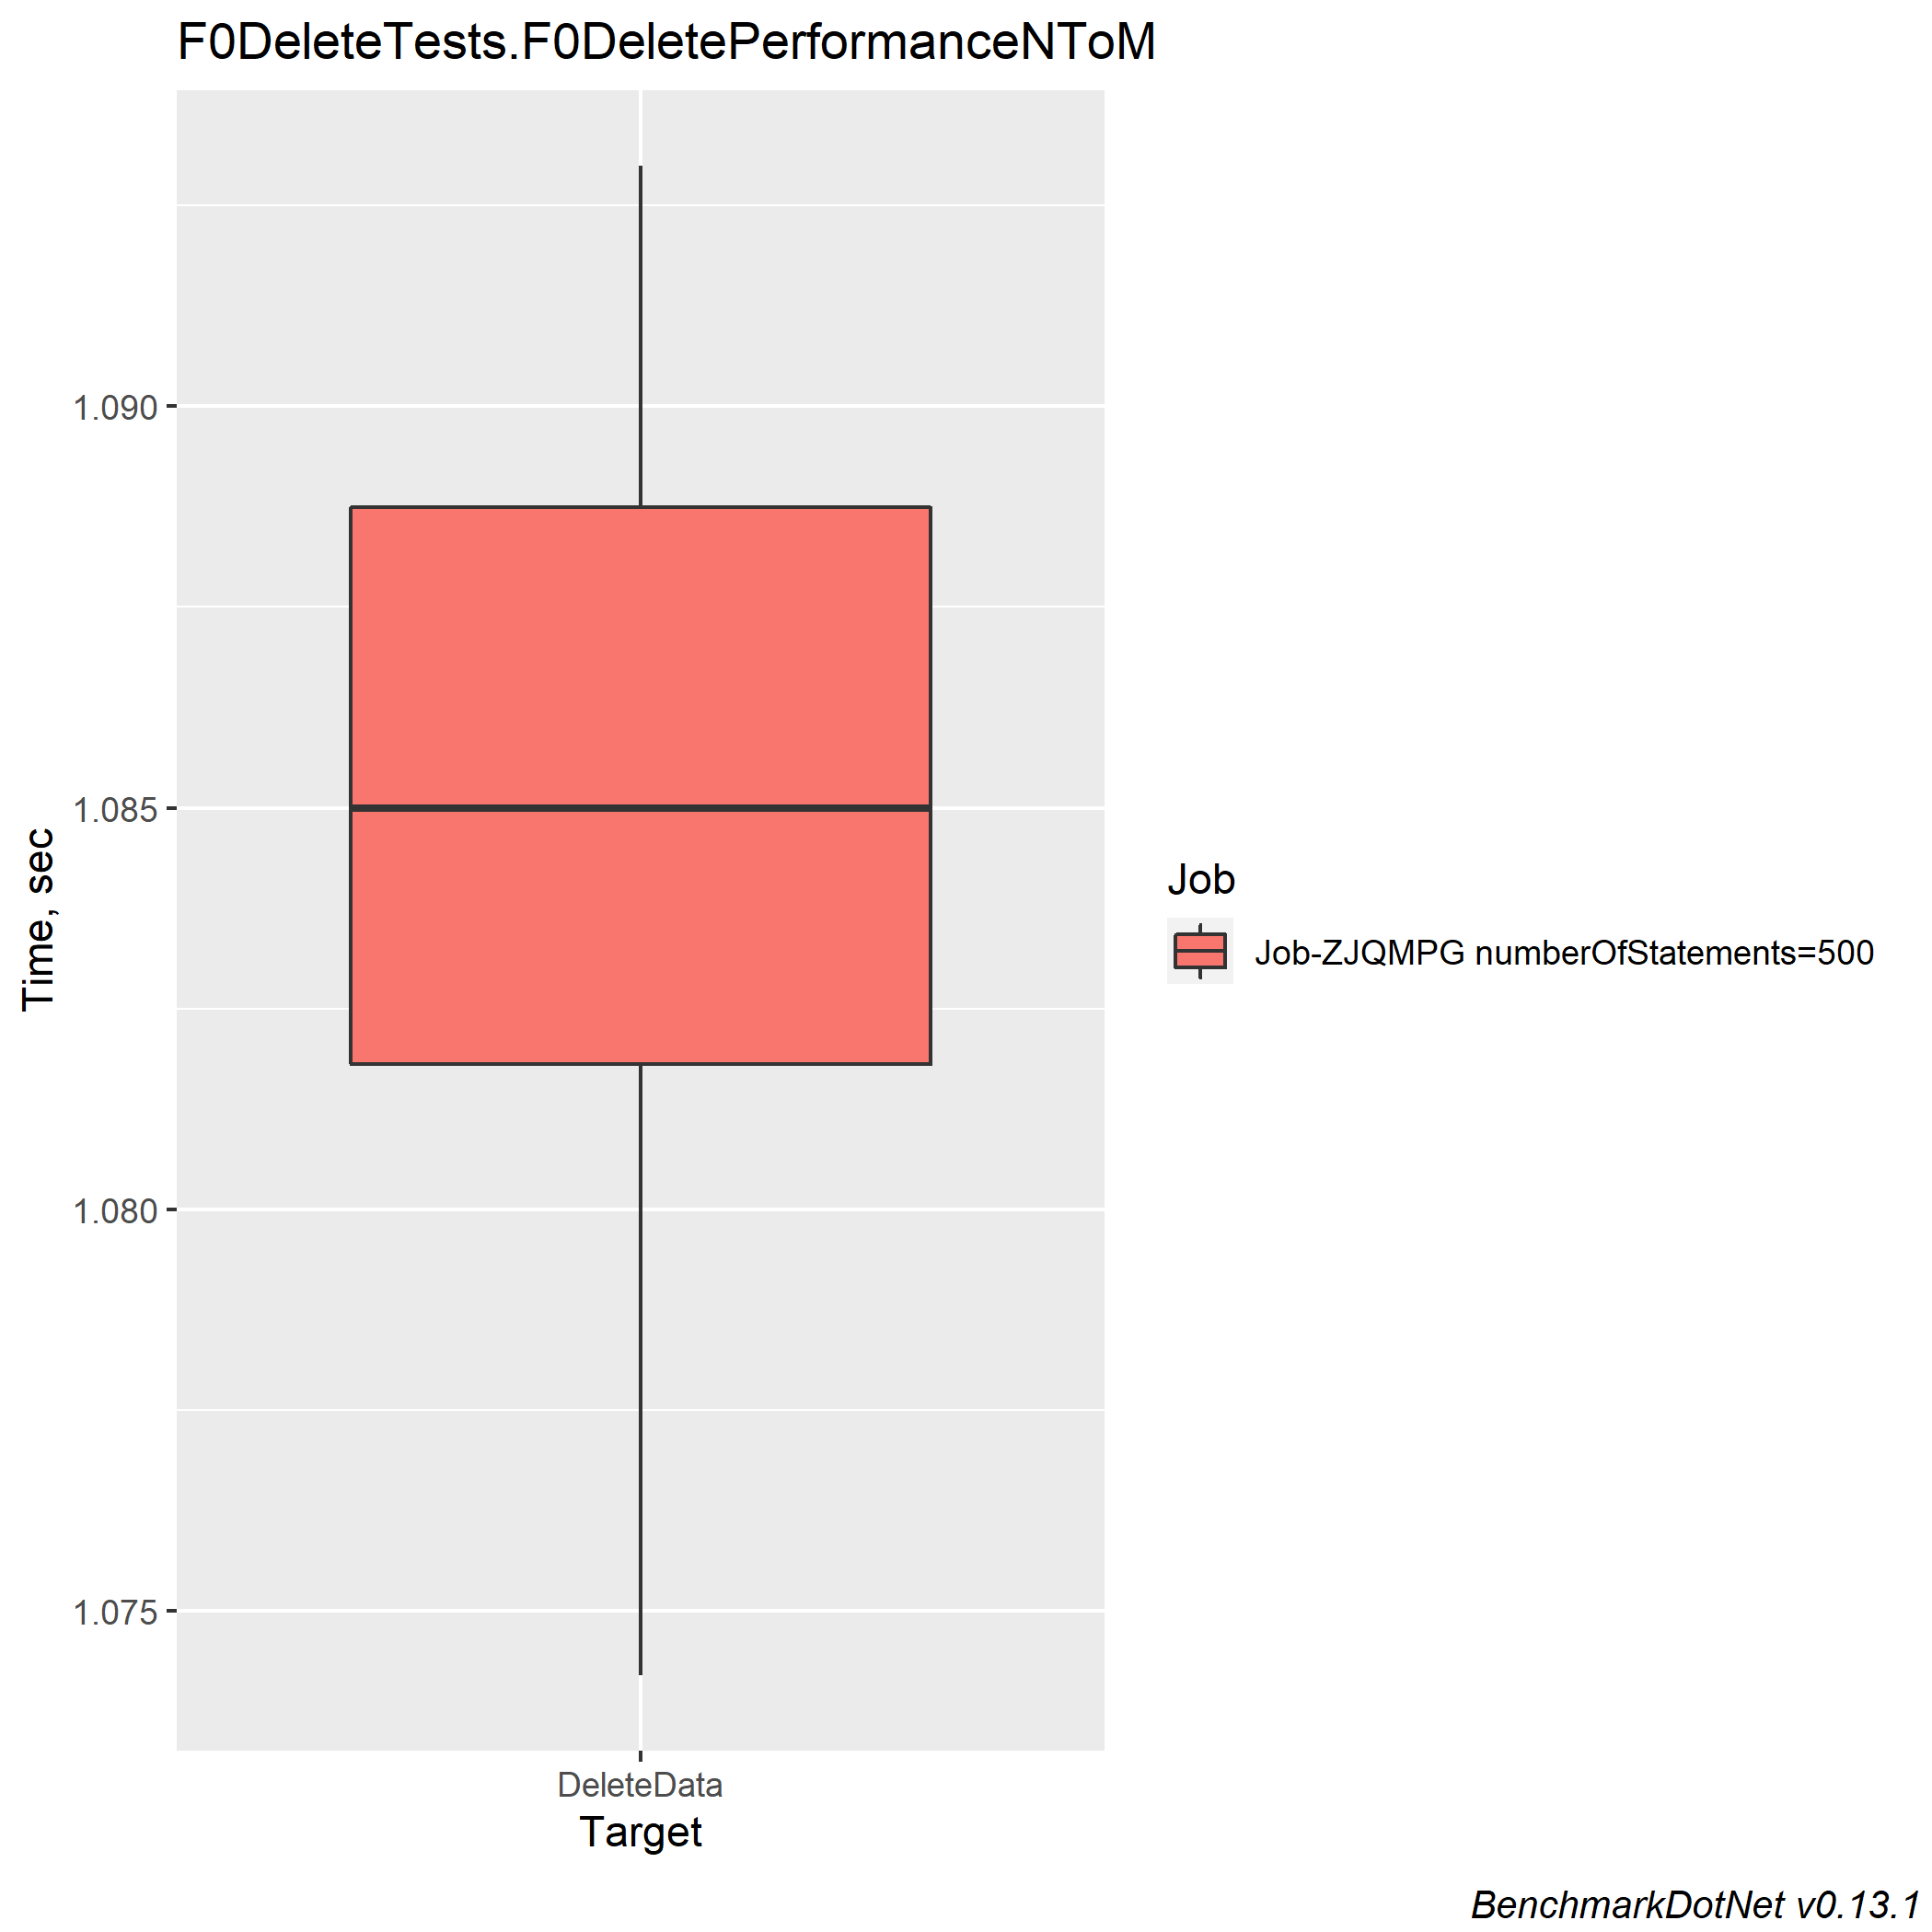 F0DeleteTests.F0DeletePerformanceNToM
Time, sec
1.090
1.085
1.080
1.075
DeleteData
Target
Job
Job-ZJQMPG numberOfStatements=500
BenchmarkDotNet v0.13.1